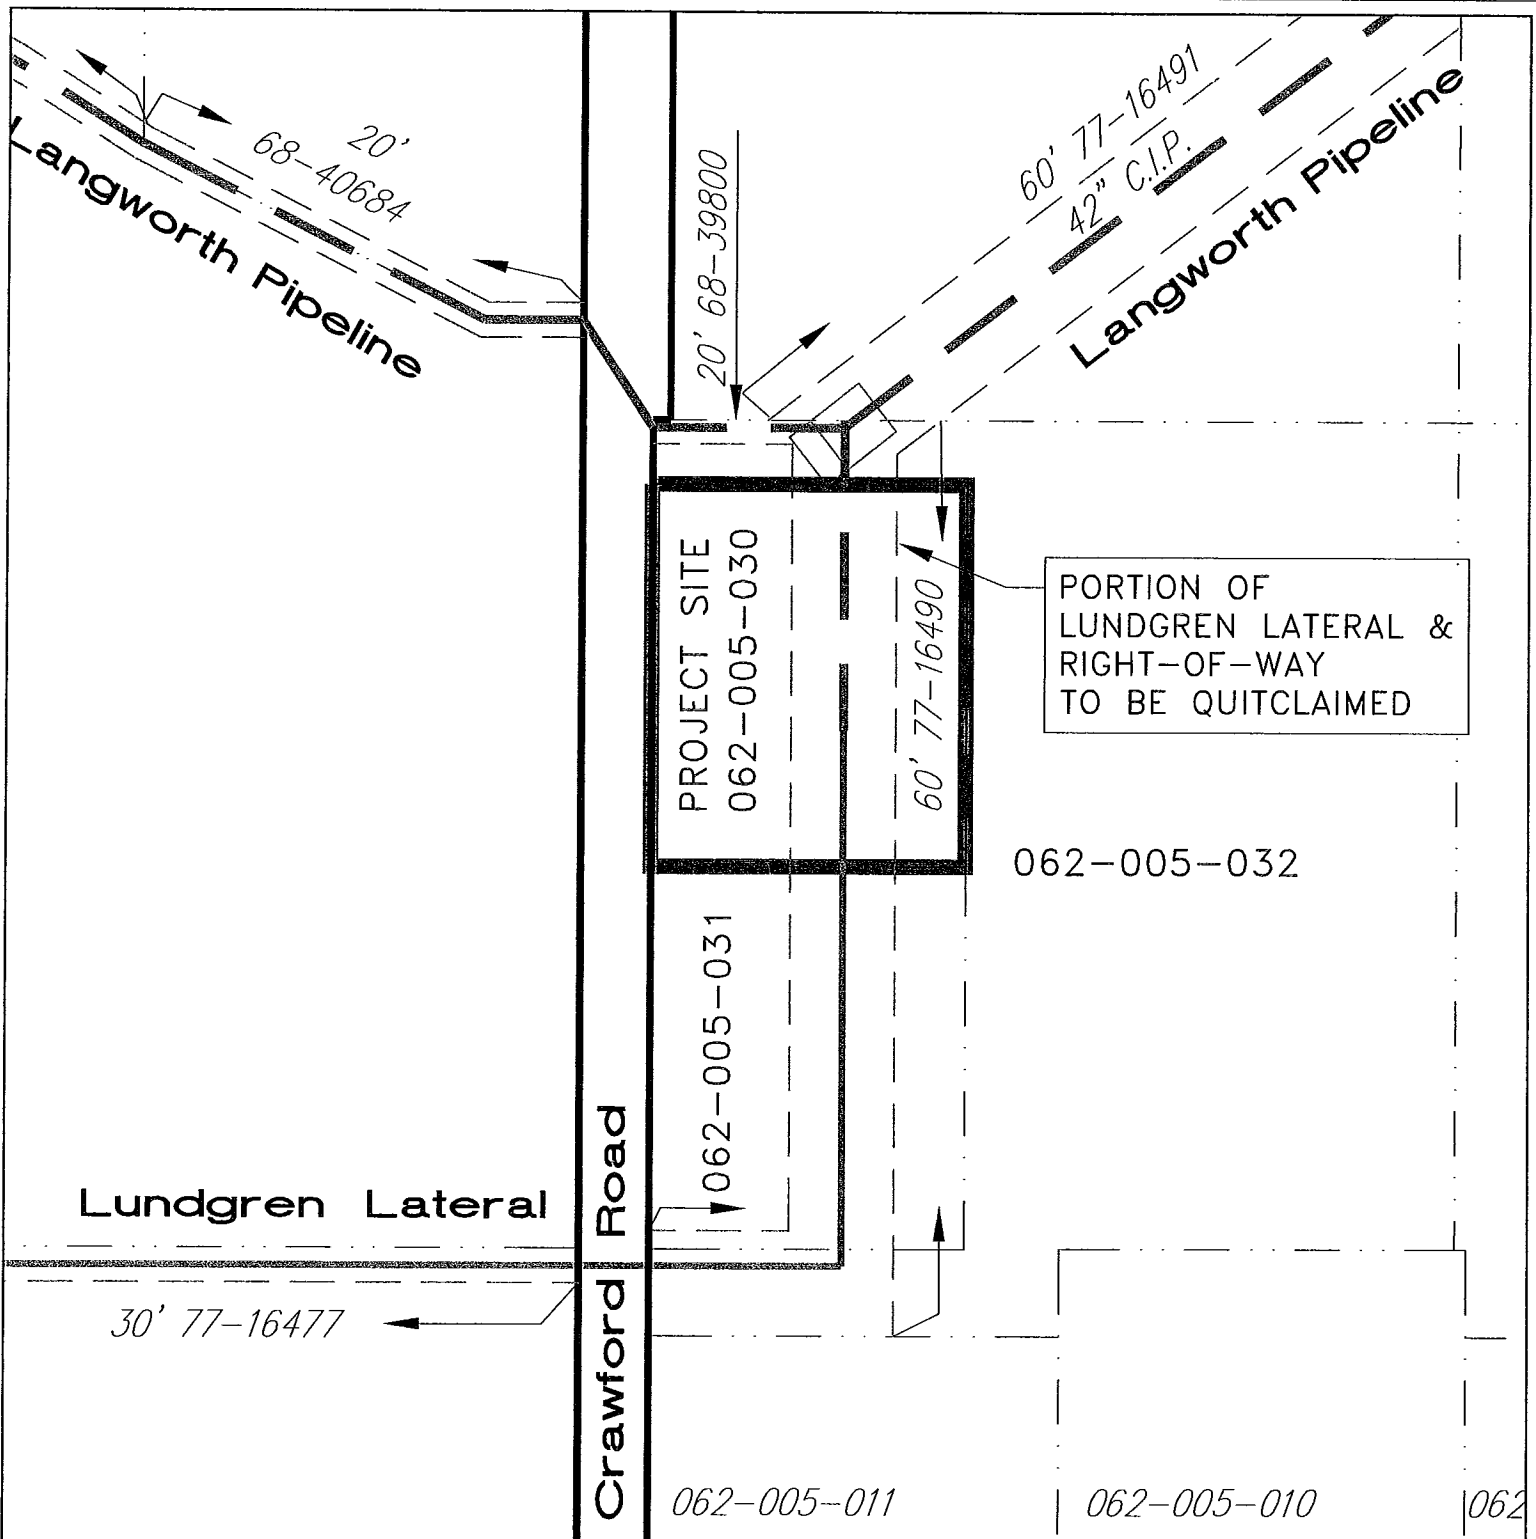 20'
68-40684
Langworth Pipeline
20' 68-39800
60' 77-16491
42" C.I.P.
Langworth Pipeline
PROJECT SITE
062-005-030
60' 77-16490
PORTION OF
LUNDGREN LATERAL &
RIGHT-OF-WAY
TO BE QUITCLAIMED
062-005-032
062-005-031
Lundgren Lateral
30' 77-16477
Crawford Road
062-005-011
062-005-010
062